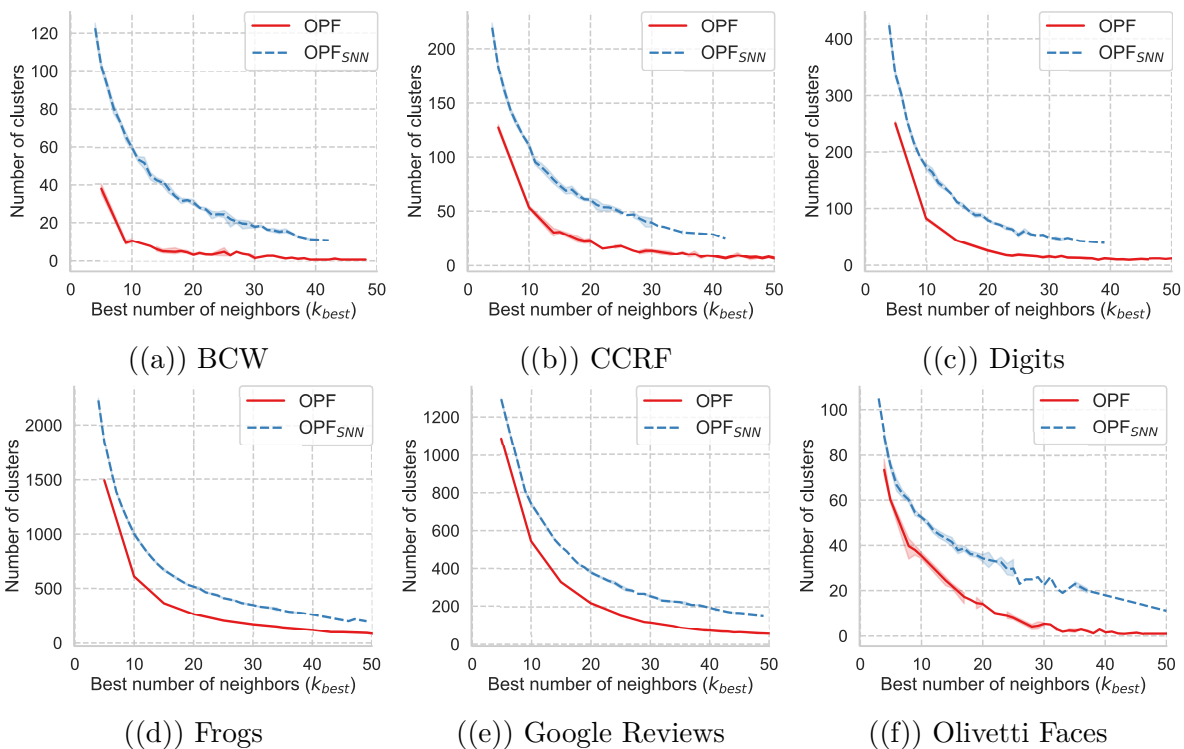 OPF
OPF_SNN
Number of clusters
120
100
80
60
40
20
0
0 10 20 30 40 50
Best number of neighbors (k_best)
((a)) BCW
OPF
OPF_SNN
Number of clusters
200
150
100
50
0
0 10 20 30 40 50
Best number of neighbors (k_best)
((b)) CCRF
OPF
OPF_SNN
Number of clusters
400
300
200
100
0
0 10 20 30 40 50
Best number of neighbors (k_best)
((c)) Digits
OPF
OPF_SNN
Number of clusters
2000
1500
1000
500
0
0 10 20 30 40 50
Best number of neighbors (k_best)
((d)) Frogs
OPF
OPF_SNN
Number of clusters
1200
1000
800
600
400
200
0
0 10 20 30 40 50
Best number of neighbors (k_best)
((e)) Google Reviews
OPF
OPF_SNN
Number of clusters
100
80
60
40
20
0
0 10 20 30 40 50
Best number of neighbors (k_best)
((f)) Olivetti Faces